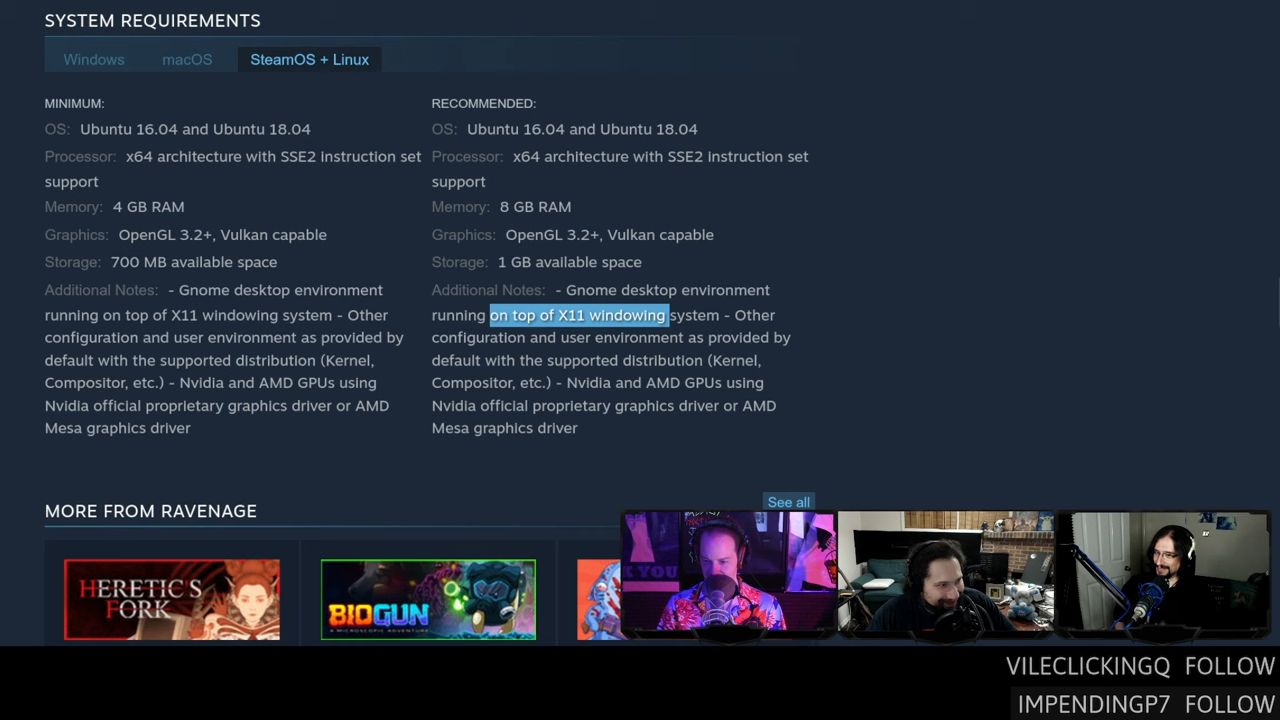 SYSTEM REQUIREMENTS
Windows
macOS
SteamOS + Linux
MINIMUM:
OS: Ubuntu 16.04 and Ubuntu 18.04
Processor: x64 architecture with SSE2 instruction set
support
Memory: 4 GB RAM
Graphics: OpenGL 3.2+, Vulkan capable
Storage: 700 MB available space
Additional Notes: - Gnome desktop environment
running on top of X11 windowing system - Other
configuration and user environment as provided by
default with the supported distribution (Kernel,
Compositor, etc.) - Nvidia and AMD GPUs using
Nvidia official proprietary graphics driver or AMD
Mesa graphics driver
RECOMMENDED:
OS: Ubuntu 16.04 and Ubuntu 18.04
Processor: x64 architecture with SSE2 instruction set
support
Memory: 8 GB RAM
Graphics: OpenGL 3.2+, Vulkan capable
Storage: 1 GB available space
Additional Notes: - Gnome desktop environment
running on top of X11 windowing system - Other
configuration and user environment as provided by
default with the supported distribution (Kernel,
Compositor, etc.) - Nvidia and AMD GPUs using
Nvidia official proprietary graphics driver or AMD
Mesa graphics driver
MORE FROM RAVENAGE
See all
HERETIC'S
FORK
BIOGUN
A MICROSCOPIC ADVENTURE
K YOU
VILECLICKINGQ FOLLOW
IMPENDINGP7 FOLLOW